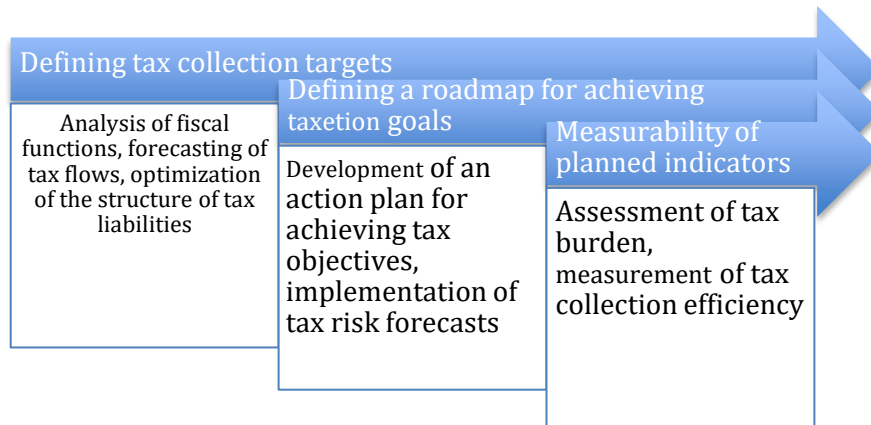 Defining tax collection targets
Analysis of fiscal
functions, forecasting of
tax flows, optimization
of the structure of tax
liabilities
Defining a roadmap for achieving
taxetion goals
Development of an
action plan for
achieving tax
objectives,
implementation of
tax risk forecasts
Measurability of
planned indicators
Assessment of tax
burden,
measurement of tax
collection efficiency